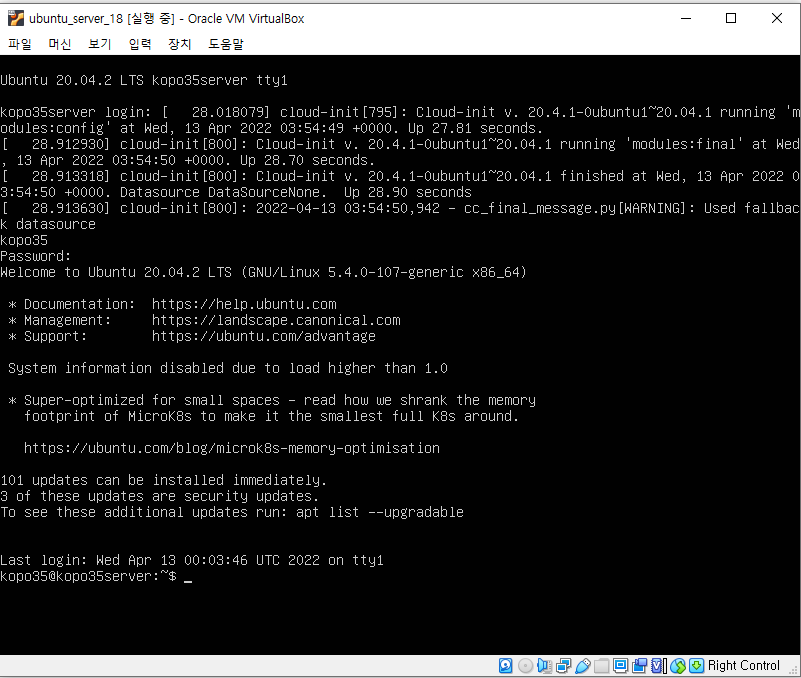 ubuntu_server_18 [실행 중] - Oracle VM VirtualBox
파일 머신 보기 입력 장치 도움말
Ubuntu 20.04.2 LTS kopo35server tty1
kopo35server login: [   28.018079] cloud-init[795]: Cloud-init v. 20.4.1-0ubuntu1~20.04.1 running 'm
odules:config' at Wed, 13 Apr 2022 03:54:49 +0000. Up 27.81 seconds.
[   28.912930] cloud-init[800]: Cloud-init v. 20.4.1-0ubuntu1~20.04.1 running 'modules:final' at Wed
, 13 Apr 2022 03:54:50 +0000. Up 28.70 seconds.
[   28.913318] cloud-init[800]: Cloud-init v. 20.4.1-0ubuntu1~20.04.1 finished at Wed, 13 Apr 2022 0
3:54:50 +0000. Datasource DataSourceNone.  Up 28.90 seconds
[   28.913630] cloud-init[800]: 2022-04-13 03:54:50,942 - cc_final_message.py[WARNING]: Used fallbac
k datasource
kopo35
Password:
Welcome to Ubuntu 20.04.2 LTS (GNU/Linux 5.4.0-107-generic x86_64)
* Documentation:  https://help.ubuntu.com
* Management:     https://landscape.canonical.com
* Support:        https://ubuntu.com/advantage
System information disabled due to load higher than 1.0
* Super-optimized for small spaces - read how we shrank the memory
footprint of MicroK8s to make it the smallest full K8s around.
https://ubuntu.com/blog/microk8s-memory-optimisation
101 updates can be installed immediately.
3 of these updates are security updates.
To see these additional updates run: apt list --upgradable
Last login: Wed Apr 13 00:03:46 UTC 2022 on tty1
kopo35@kopo35server:~$ _
Right Control